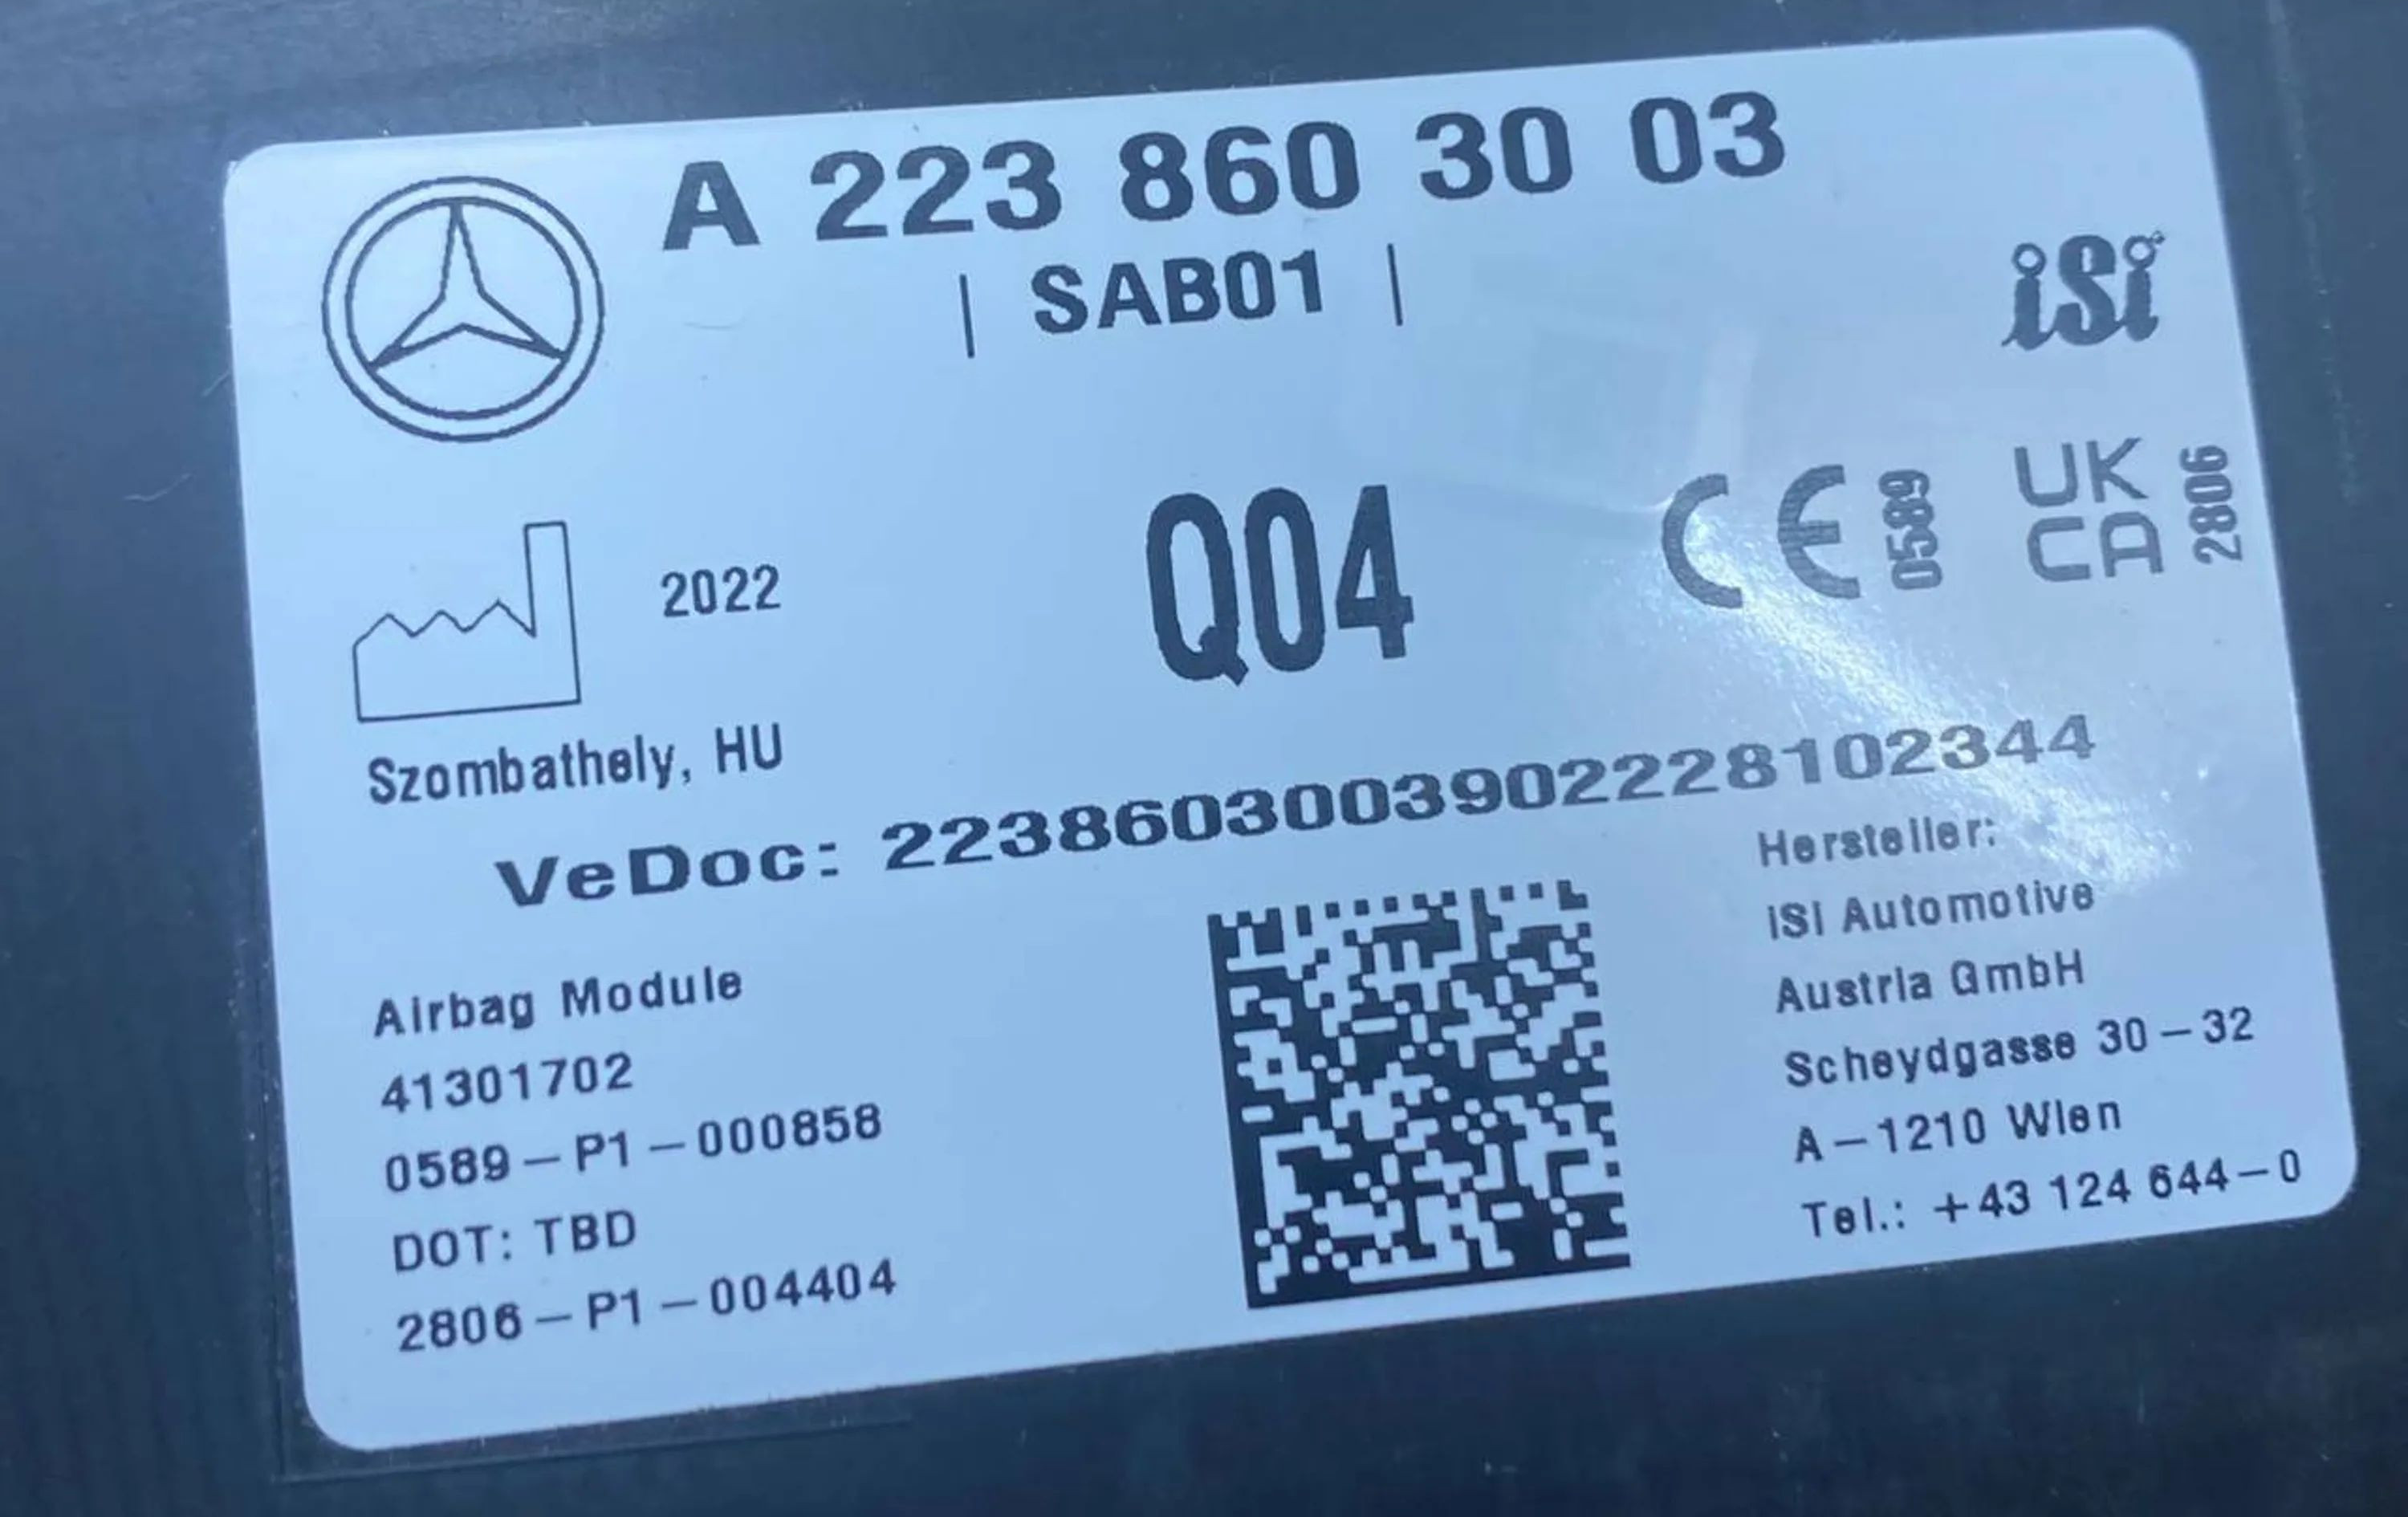 A 223 860 30 03
| SAB01 |
iSi
2022
Q04
CE 0589
UK
CA 2806
Szombathely, HU
VeDoc: 2238603003902228102344
Airbag Module
41301702
0589-P1-000858
DOT: TBD
2806-P1-004404
Hersteller:
iSi Automotive
Austria GmbH
Scheydgasse 30-32
A-1210 Wien
Tel.: +43 124 644-0